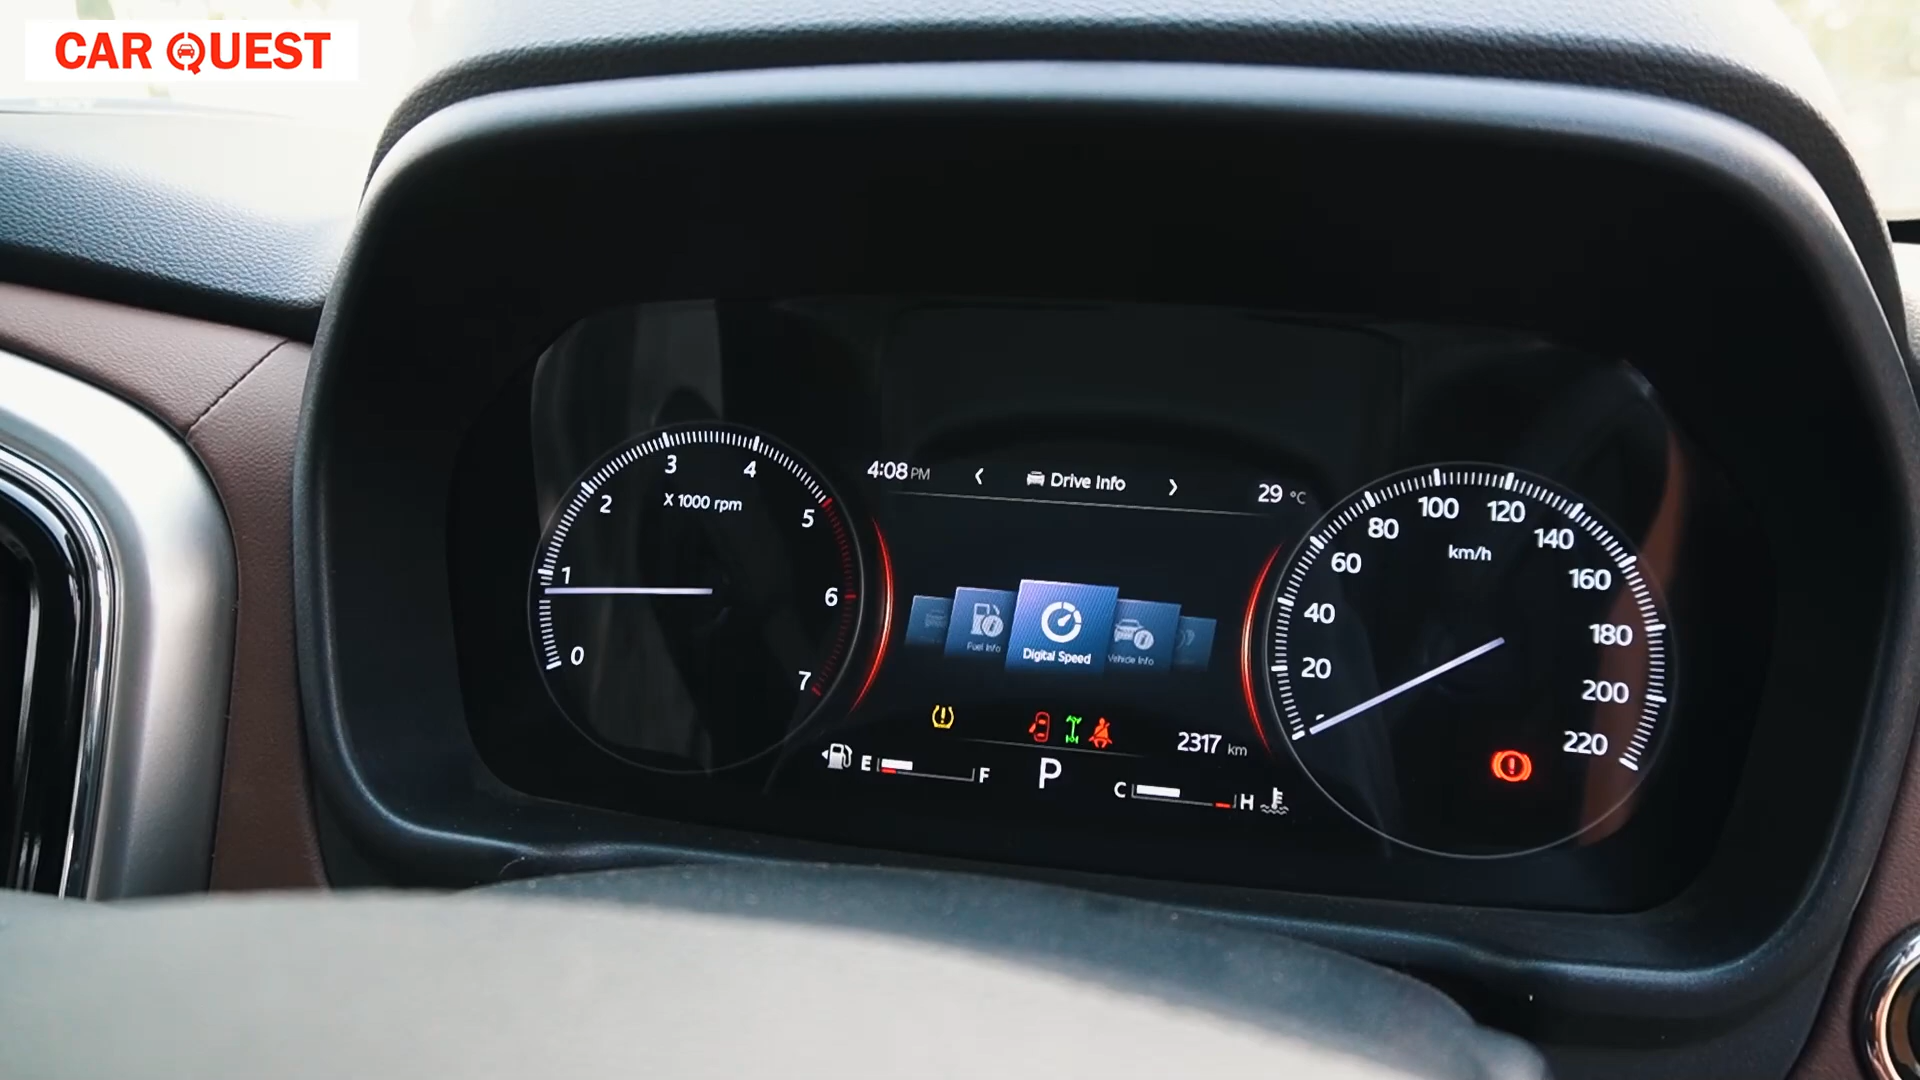 CAR QUEST
4:08 PM
Drive Info
29 °C
X 1000 rpm
0
1
2
3
4
5
6
7
Fuel Info
Digital Speed
Vehicle Info
km/h
20
40
60
80
100
120
140
160
180
200
220
2317 km
E F
P
C H